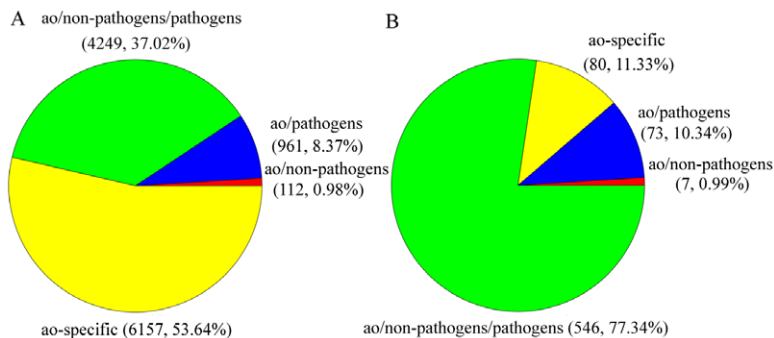 A
ao/non-pathogens/pathogens
(4249, 37.02%)
ao/pathogens
(961, 8.37%)
ao/non-pathogens
(112, 0.98%)
ao-specific (6157, 53.64%)
B
ao-specific
(80, 11.33%)
ao/pathogens
(73, 10.34%)
ao/non-pathogens
(7, 0.99%)
ao/non-pathogens/pathogens (546, 77.34%)